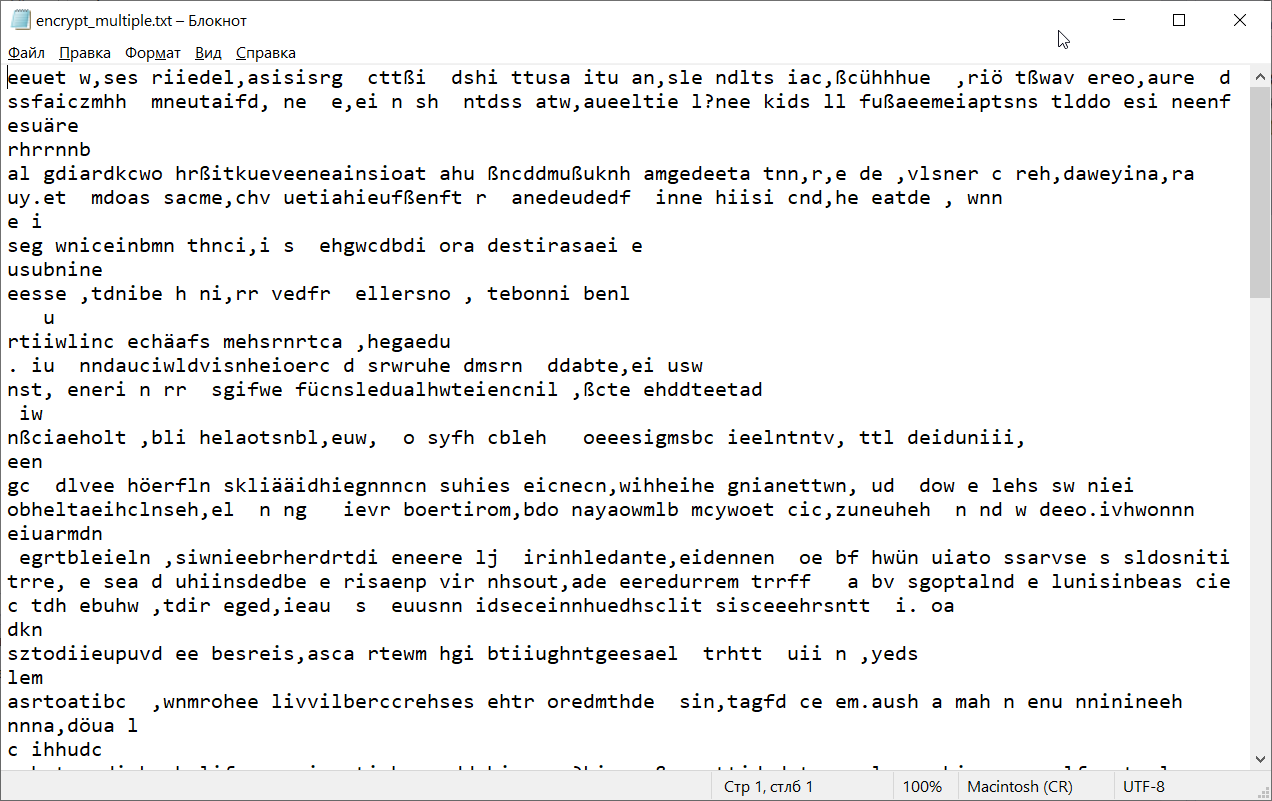 encrypt_multiple.txt – Блокнот
Файл Правка Формат Вид Справка
eeuet w,ses riiedel,asisisrg  cttßi  dshi ttusa itu an,sle ndlts iac,ßcühhhue  ,riö tßwav ereo,aure  d
ssfaiczmhh  mneutaifd, ne  e,ei n sh  ntdss atw,aueeltie l?nee kids ll fußaeemeiaptsns tlddo esi neenf
esuäre
rhrrnnb
al gdiardkcwo hrßitkueveeneainsioat ahu ßncddmußuknh amgedeeta tnn,r,e de ,vlsner c reh,daweyina,ra
uy.et  mdoas sacme,chv uetiahieufßenft r  anedeudedf  inne hiisi cnd,he eatde , wnn
e i
seg wniceinbmn thnci,i s  ehgwcdbdi ora destirasaei e
usubnine
eesse ,tdnibe h ni,rr vedfr  ellersno , tebonni benl
   u
rtiiwlinc echäafs mehsrnrtca ,hegaedu
. iu  nndauciwldvisnheioerc d srwruhe dmsrn  ddabte,ei usw
nst, eneri n rr  sgifwe fücnsledualhwteiencnil ,ßcte ehddteetad
 iw
nßciaeholt ,bli helaotsnbl,euw,  o syfh cbleh   oeeesigmsbc ieelntntv, ttl deiduniii,
een
gc  dlvee höerfln skliääidhiegnnncn suhies eicnecn,wihheihe gnianettwn, ud  dow e lehs sw niei
obheltaeihclnseh,el  n ng   ievr boertirom,bdo nayaowmlb mcywoet cic,zuneuheh  n nd w deeo.ivhwonnn
eiuarmdn
 egrtbleieln ,siwnieebrherdrtdi eneere lj  irinhledante,eidennen  oe bf hwün uiato ssarvse s sldosniti
trre, e sea d uhiinsdedbe e risaenp vir nhsout,ade eeredurrem trrff   a bv sgoptalnd e lunisinbeas cie
c tdh ebuhw ,tdir eged,ieau  s  euusnn idseceinnhuedhsclit sisceeehrsntt  i. oa
dkn
sztodiieupuvd ee besreis,asca rtewm hgi btiiughntgeesael  trhtt  uii n ,yeds
lem
asrtoatibc  ,wnmrohee livvilberccrehses ehtr oredmthde  sin,tagfd ce em.aush a mah n enu nninineeh
nnna,döua l
c ihhudc
Стр 1, стлб 1 100% Macintosh (CR) UTF-8